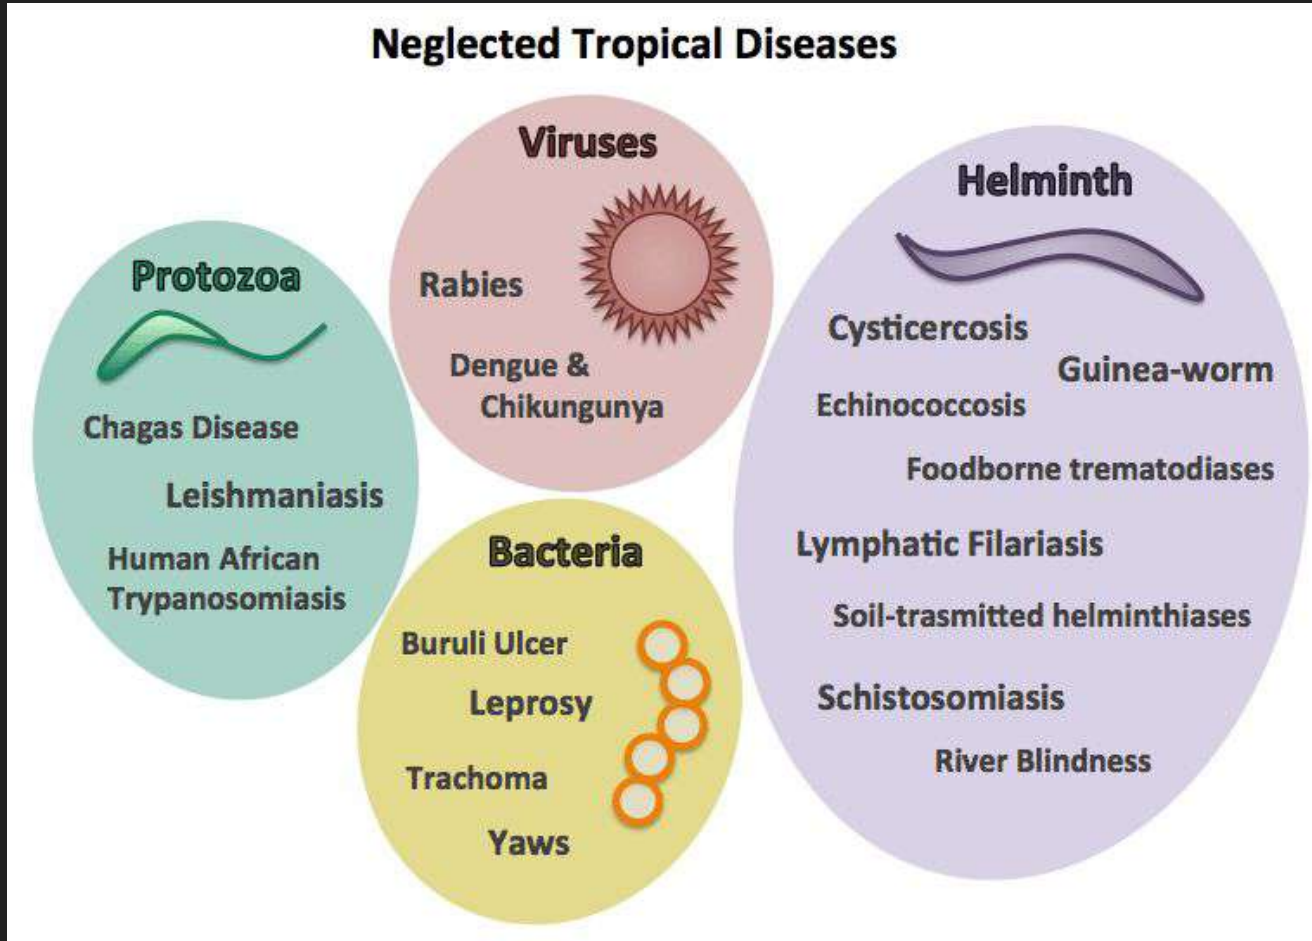 Neglected Tropical Diseases
Viruses
Rabies
Dengue &
Chikungunya
Helminth
Cysticercosis
Guinea-worm
Echinococcosis
Foodborne trematodiases
Lymphatic Filariasis
Soil-trasmitted helminthiases
Schistosomiasis
River Blindness
Protozoa
Chagas Disease
Leishmaniasis
Human African
Trypanosomiasis
Bacteria
Buruli Ulcer
Leprosy
Trachoma
Yaws